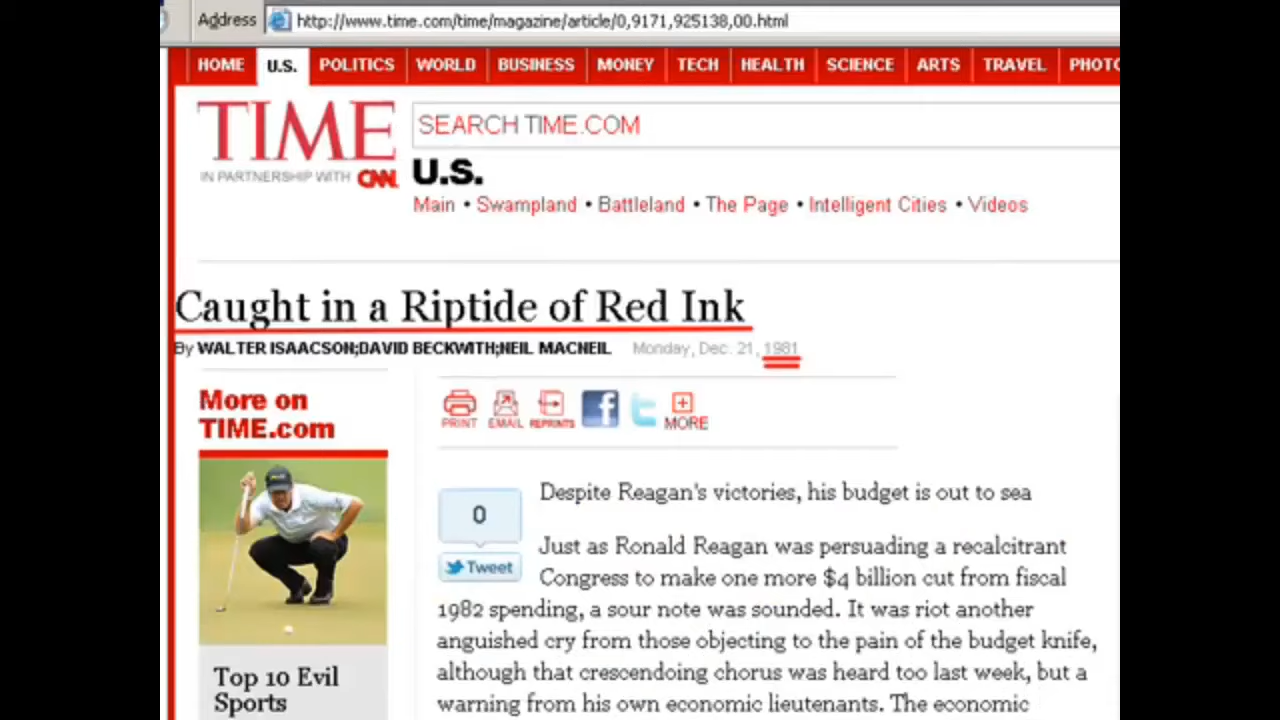 Address http://www.time.com/time/magazine/article/0,9171,925138,00.html
HOME U.S. POLITICS WORLD BUSINESS MONEY TECH HEALTH SCIENCE ARTS TRAVEL PHOTO
TIME
IN PARTNERSHIP WITH CNN
SEARCH TIME.COM
U.S.
Main • Swampland • Battleland • The Page • Intelligent Cities • Videos
Caught in a Riptide of Red Ink
By WALTER ISAACSON;DAVID BECKWITH;NEIL MACNEIL Monday, Dec. 21, 1981
More on
TIME.com
Top 10 Evil
Sports
PRINT EMAIL REPRINTS f t MORE
0
Tweet
Despite Reagan's victories, his budget is out to sea
Just as Ronald Reagan was persuading a recalcitrant
Congress to make one more $4 billion cut from fiscal
1982 spending, a sour note was sounded. It was riot another
anguished cry from those objecting to the pain of the budget knife,
although that crescendoing chorus was heard too last week, but a
warning from his own economic lieutenants. The economic